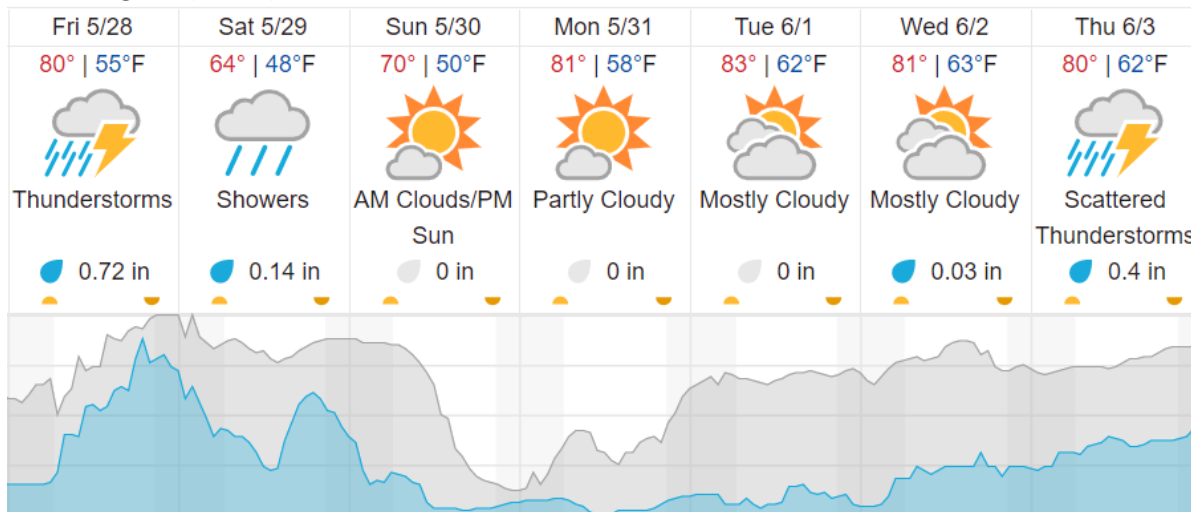 Fri 5/28 Sat 5/29 Sun 5/30 Mon 5/31 Tue 6/1 Wed 6/2 Thu 6/3
80° | 55°F 64° | 48°F 70° | 50°F 81° | 58°F 83° | 62°F 81° | 63°F 80° | 62°F
Thunderstorms Showers AM Clouds/PM Partly Cloudy Mostly Cloudy Mostly Cloudy Scattered
Sun Thunderstorms
0.72 in 0.14 in 0 in 0 in 0 in 0.03 in 0.4 in